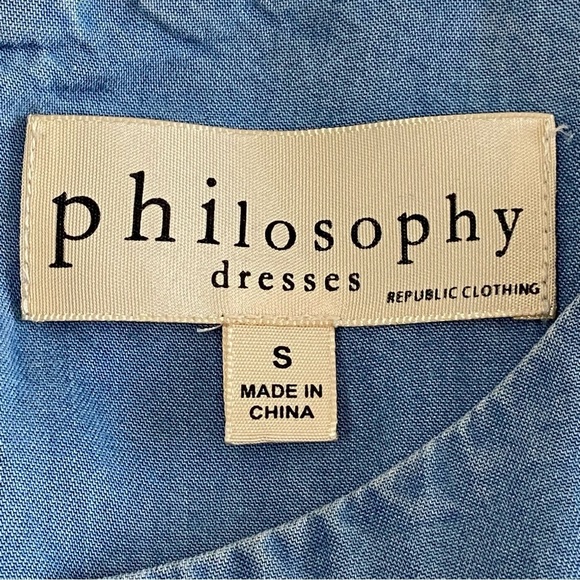 philosophy
dresses
REPUBLIC CLOTHING
S
MADE IN
CHINA